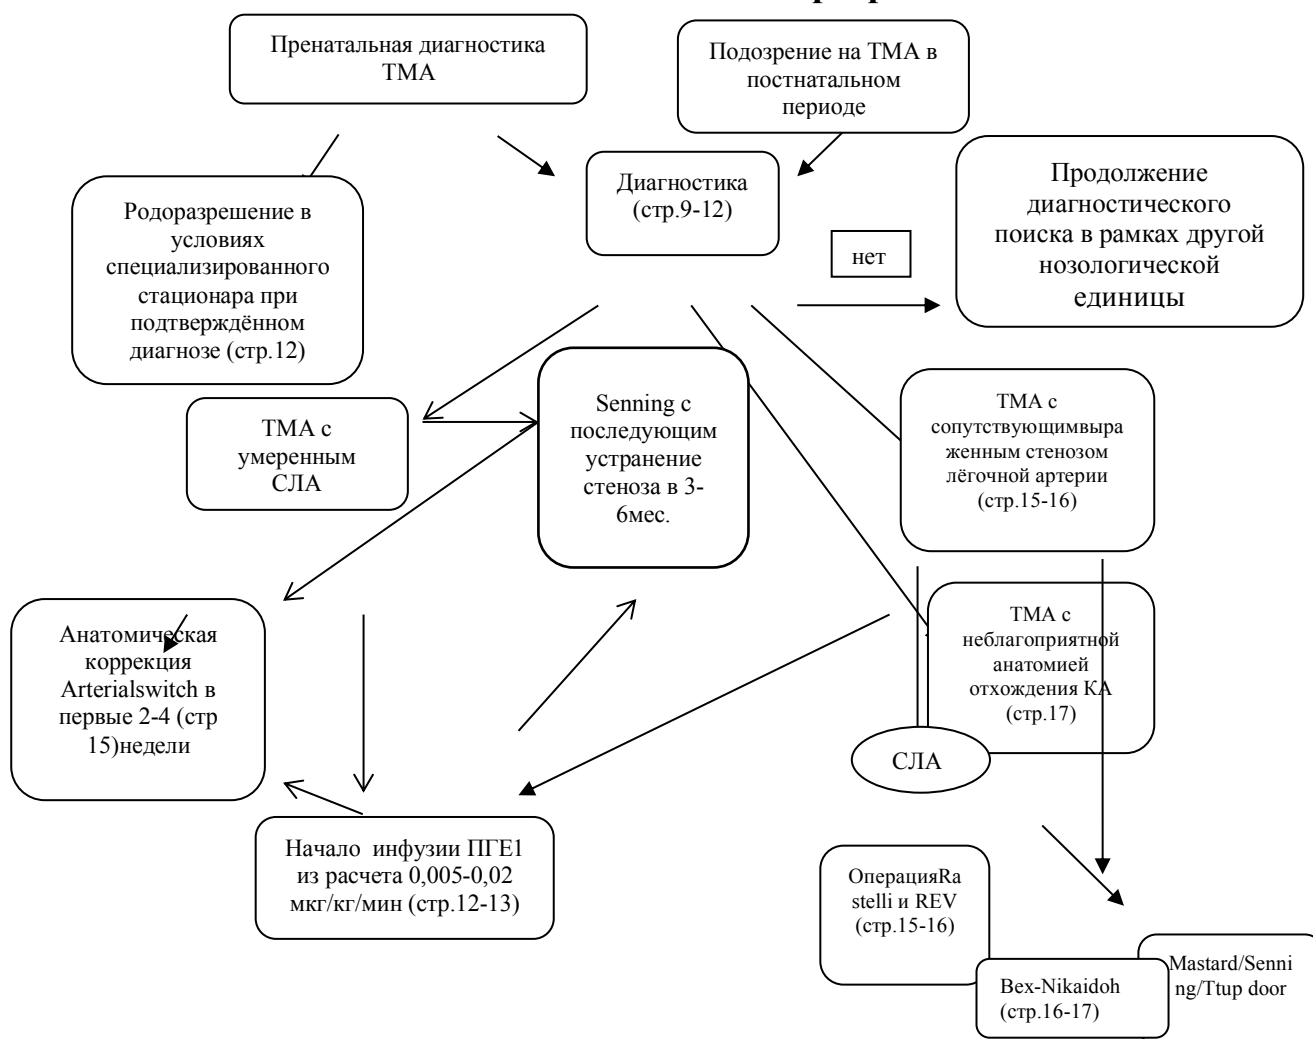 Пренатальная диагностика
ТМА
Подозрение на ТМА в
постнатальном
периоде
Диагностика
(стр.9-12)
Продолжение
диагностического
поиска в рамках другой
нозологической
единицы
нет
Родоразрешение в
условиях
специализированного
стационара при
подтверждённом
диагнозе (стр.12)
ТМА с
умеренным
СЛА
Senning с
последующим
устранение
стеноза в 3-
6мес.
ТМА с
сопутствующимвыра
женным стенозом
лёгочной артерии
(стр.15-16)
Анатомическая
коррекция
Arterialswitch в
первые 2-4 (стр
15)недели
ТМА с
неблагоприятной
анатомией
отхождения КА
(стр.17)
СЛА
Начало инфузии ПГЕ1
из расчета 0,005-0,02
мкг/кг/мин (стр.12-13)
ОперацияRa
stelli и REV
(стр.15-16)
Bex-Nikaidoh
(стр.16-17)
Mastard/Senni
ng/Ttup door